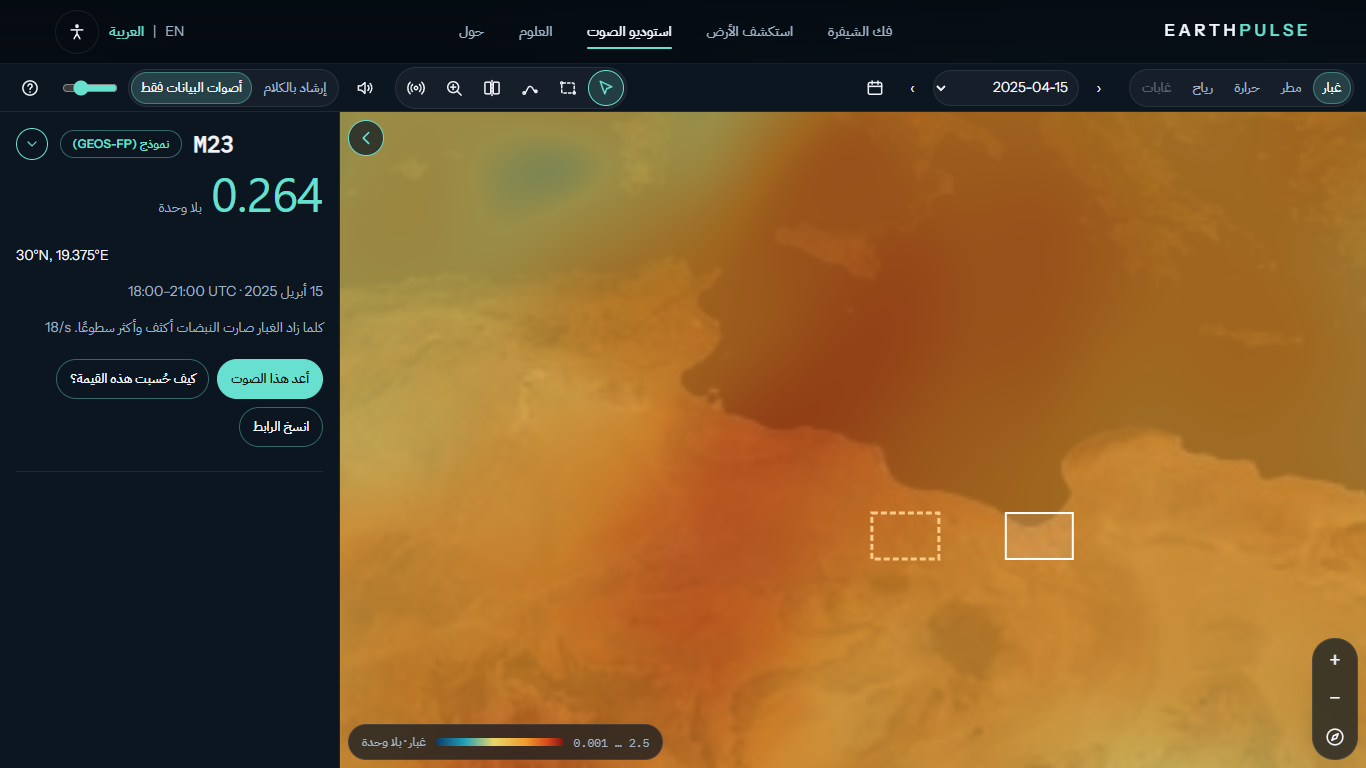 EARTHPULSE
فك الشيفرة
استكشف الأرض
استوديو الصوت
العلوم
حول
العربية | EN
غبار
مطر
حرارة
رياح
غابات
2025-04-15
إرشاد بالكلام
أصوات البيانات فقط
M23
نموذج (GEOS-FP)
0.264 بلا وحدة
30°N, 19.375°E
15 أبريل 2025 · 18:00–21:00 UTC
كلما زاد الغبار صارت النبضات أكثف وأكثر سطوعًا. 18/s
أعد هذا الصوت
كيف حُسبت هذه القيمة؟
انسخ الرابط
غبار · بلا وحدة
0.001 … 2.5